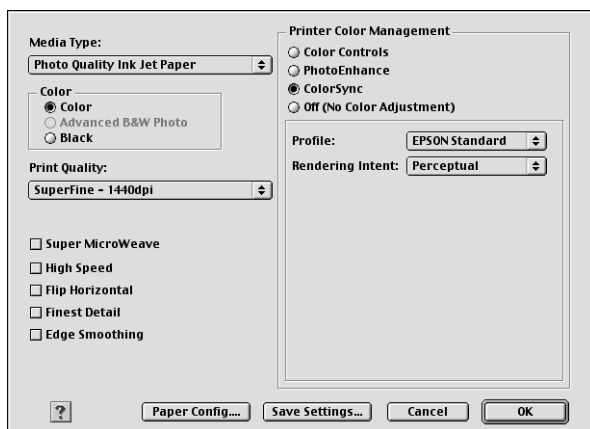 Media Type:
Photo Quality Ink Jet Paper
Color
Color
Advanced B&W Photo
Black
Print Quality:
SuperFine - 1440dpi
Super MicroWeave
High Speed
Flip Horizontal
Finest Detail
Edge Smoothing
Printer Color Management
Color Controls
PhotoEnhance
ColorSync
Off (No Color Adjustment)
Profile: EPSON Standard
Rendering Intent: Perceptual
? Paper Config.... Save Settings... Cancel OK